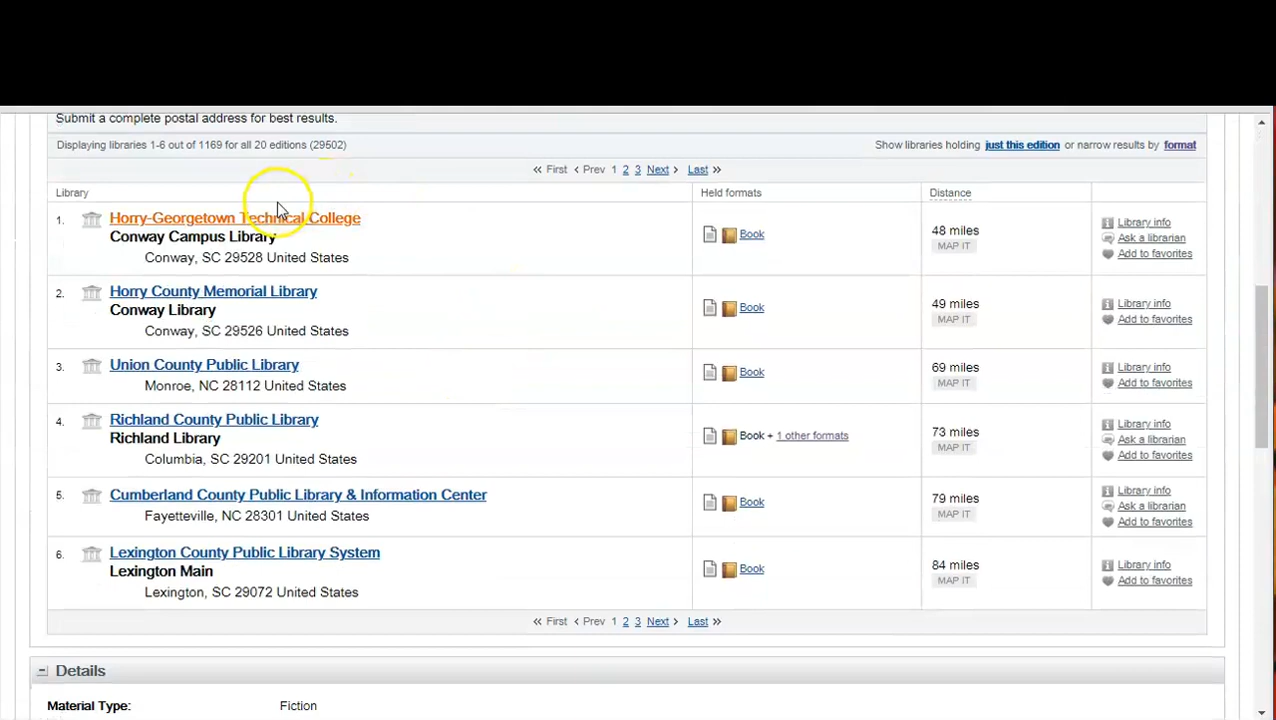 Submit a complete postal address for best results.
Displaying libraries 1-6 out of 1169 for all 20 editions (29502)
Show libraries holding just this edition or narrow results by format
« First ‹ Prev 1 2 3 Next › Last »
Library Held formats Distance
1. Horry-Georgetown Technical College
Conway Campus Library
Conway, SC 29528 United States
Book
48 miles
MAP IT
Library info
Ask a librarian
Add to favorites
2. Horry County Memorial Library
Conway Library
Conway, SC 29526 United States
Book
49 miles
MAP IT
Library info
Add to favorites
3. Union County Public Library
Monroe, NC 28112 United States
Book
69 miles
MAP IT
Library info
Add to favorites
4. Richland County Public Library
Richland Library
Columbia, SC 29201 United States
Book + 1 other formats
73 miles
MAP IT
Library info
Ask a librarian
Add to favorites
5. Cumberland County Public Library & Information Center
Fayetteville, NC 28301 United States
Book
79 miles
MAP IT
Library info
Ask a librarian
Add to favorites
6. Lexington County Public Library System
Lexington Main
Lexington, SC 29072 United States
Book
84 miles
MAP IT
Library info
Add to favorites
« First ‹ Prev 1 2 3 Next › Last »
Details
Material Type: Fiction